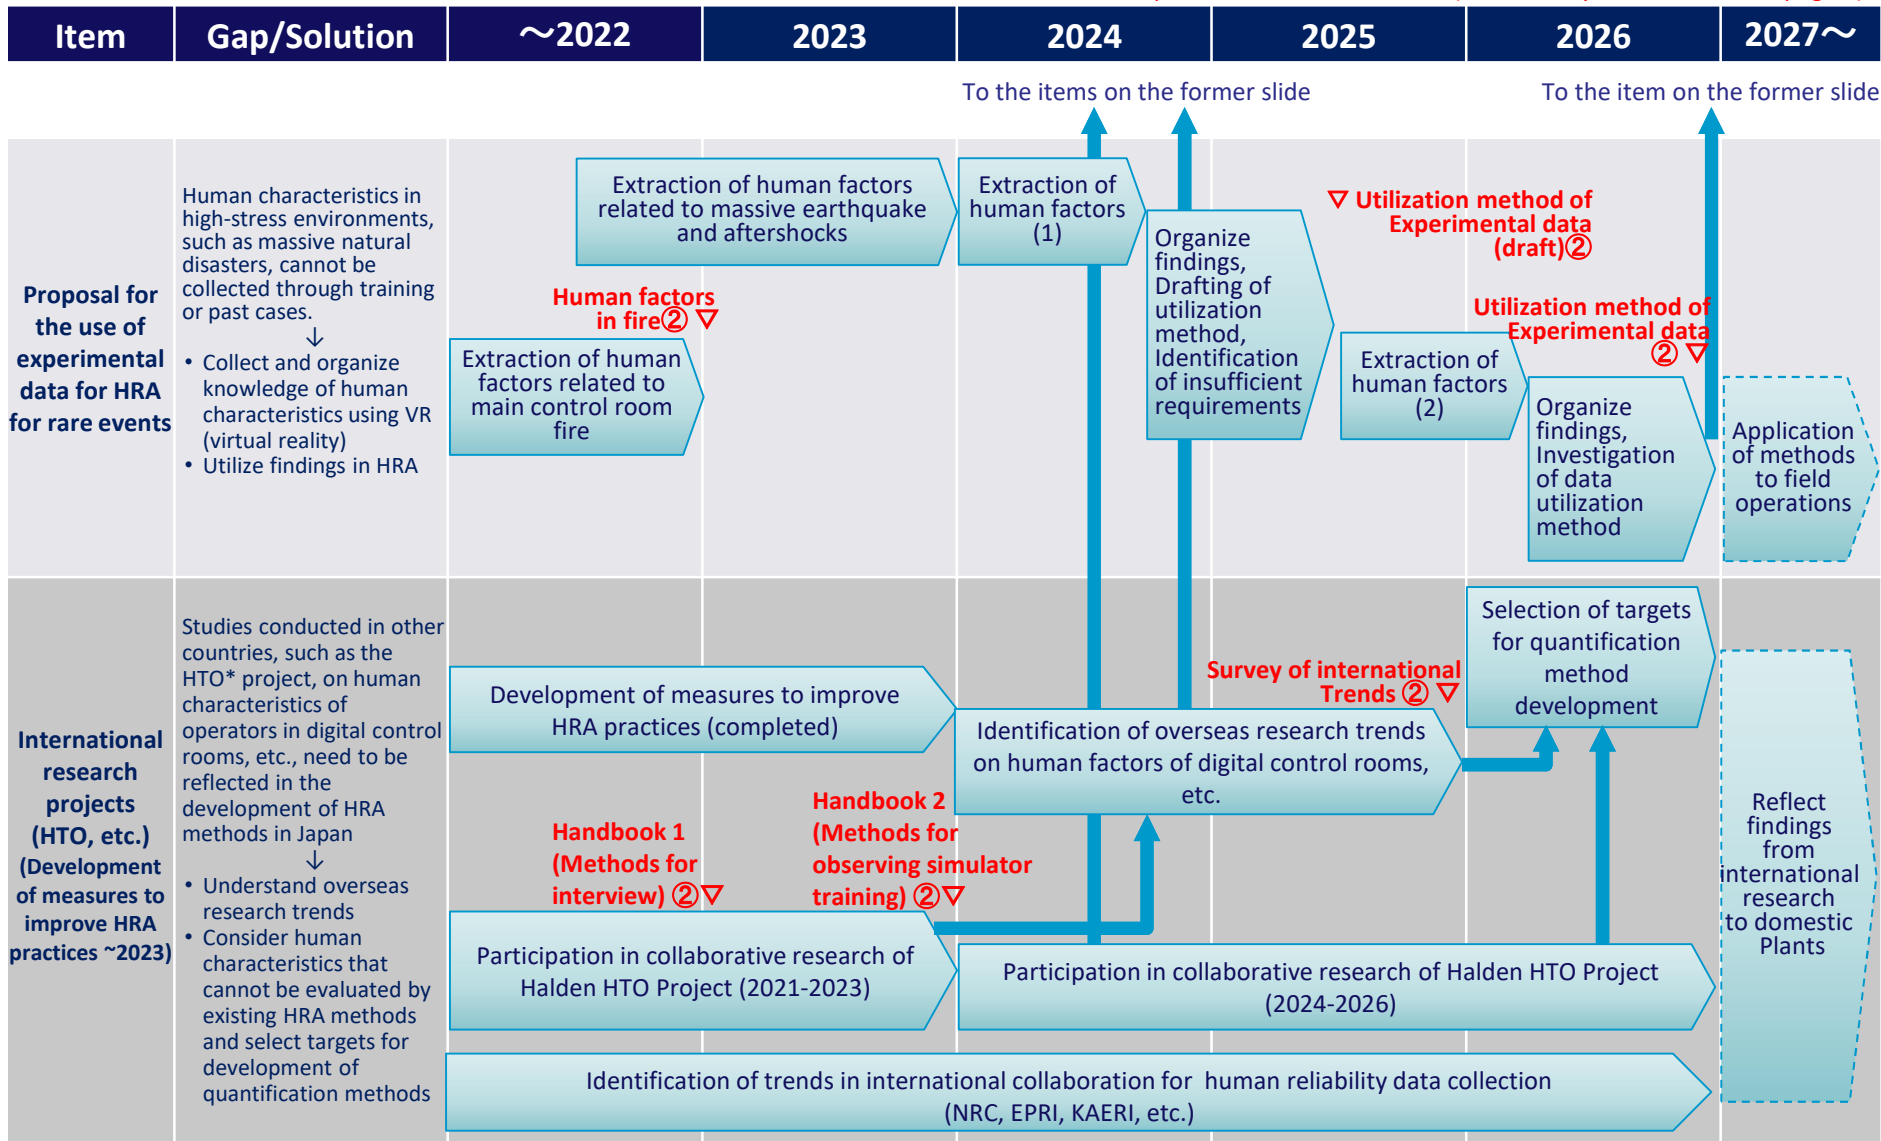 Item
Gap/Solution
~2022
2023
2024
2025
2026
2027~
To the items on the former slide
To the item on the former slide
Proposal for
the use of
experimental
data for HRA
for rare events
Human characteristics in
high-stress environments,
such as massive natural
disasters, cannot be
collected through training
or past cases.
↓
• Collect and organize
knowledge of human
characteristics using VR
(virtual reality)
• Utilize findings in HRA
Extraction of human factors
related to massive earthquake
and aftershocks
Human factors
in fire② ▽
Extraction of human
factors related to
main control room
fire
Extraction of
human factors
(1)
Organize
findings,
Drafting of
utilization
method,
Identification
of insufficient
requirements
▽ Utilization method of
Experimental data
(draft)②
Extraction of
human factors
(2)
Utilization method of
Experimental data
② ▽
Organize
findings,
Investigation
of data
utilization
method
Application
of methods
to field
operations
International
research
projects
(HTO, etc.)
(Development
of measures to
improve HRA
practices ~2023)
Studies conducted in other
countries, such as the
HTO* project, on human
characteristics of
operators in digital control
rooms, etc., need to be
reflected in the
development of HRA
methods in Japan
↓
• Understand overseas
research trends
• Consider human
characteristics that
cannot be evaluated by
existing HRA methods
and select targets for
development of
quantification methods
Development of measures to improve
HRA practices (completed)
Handbook 1
(Methods for
interview) ②▽
Handbook 2
(Methods for
observing simulator
training) ②▽
Participation in collaborative research of
Halden HTO Project (2021-2023)
Identification of overseas research trends
on human factors of digital control rooms,
etc.
Survey of international
Trends ② ▽
Selection of targets
for quantification
method
development
Participation in collaborative research of Halden HTO Project
(2024-2026)
Identification of trends in international collaboration for human reliability data collection
(NRC, EPRI, KAERI, etc.)
Reflect
findings
from
international
research
to domestic
Plants